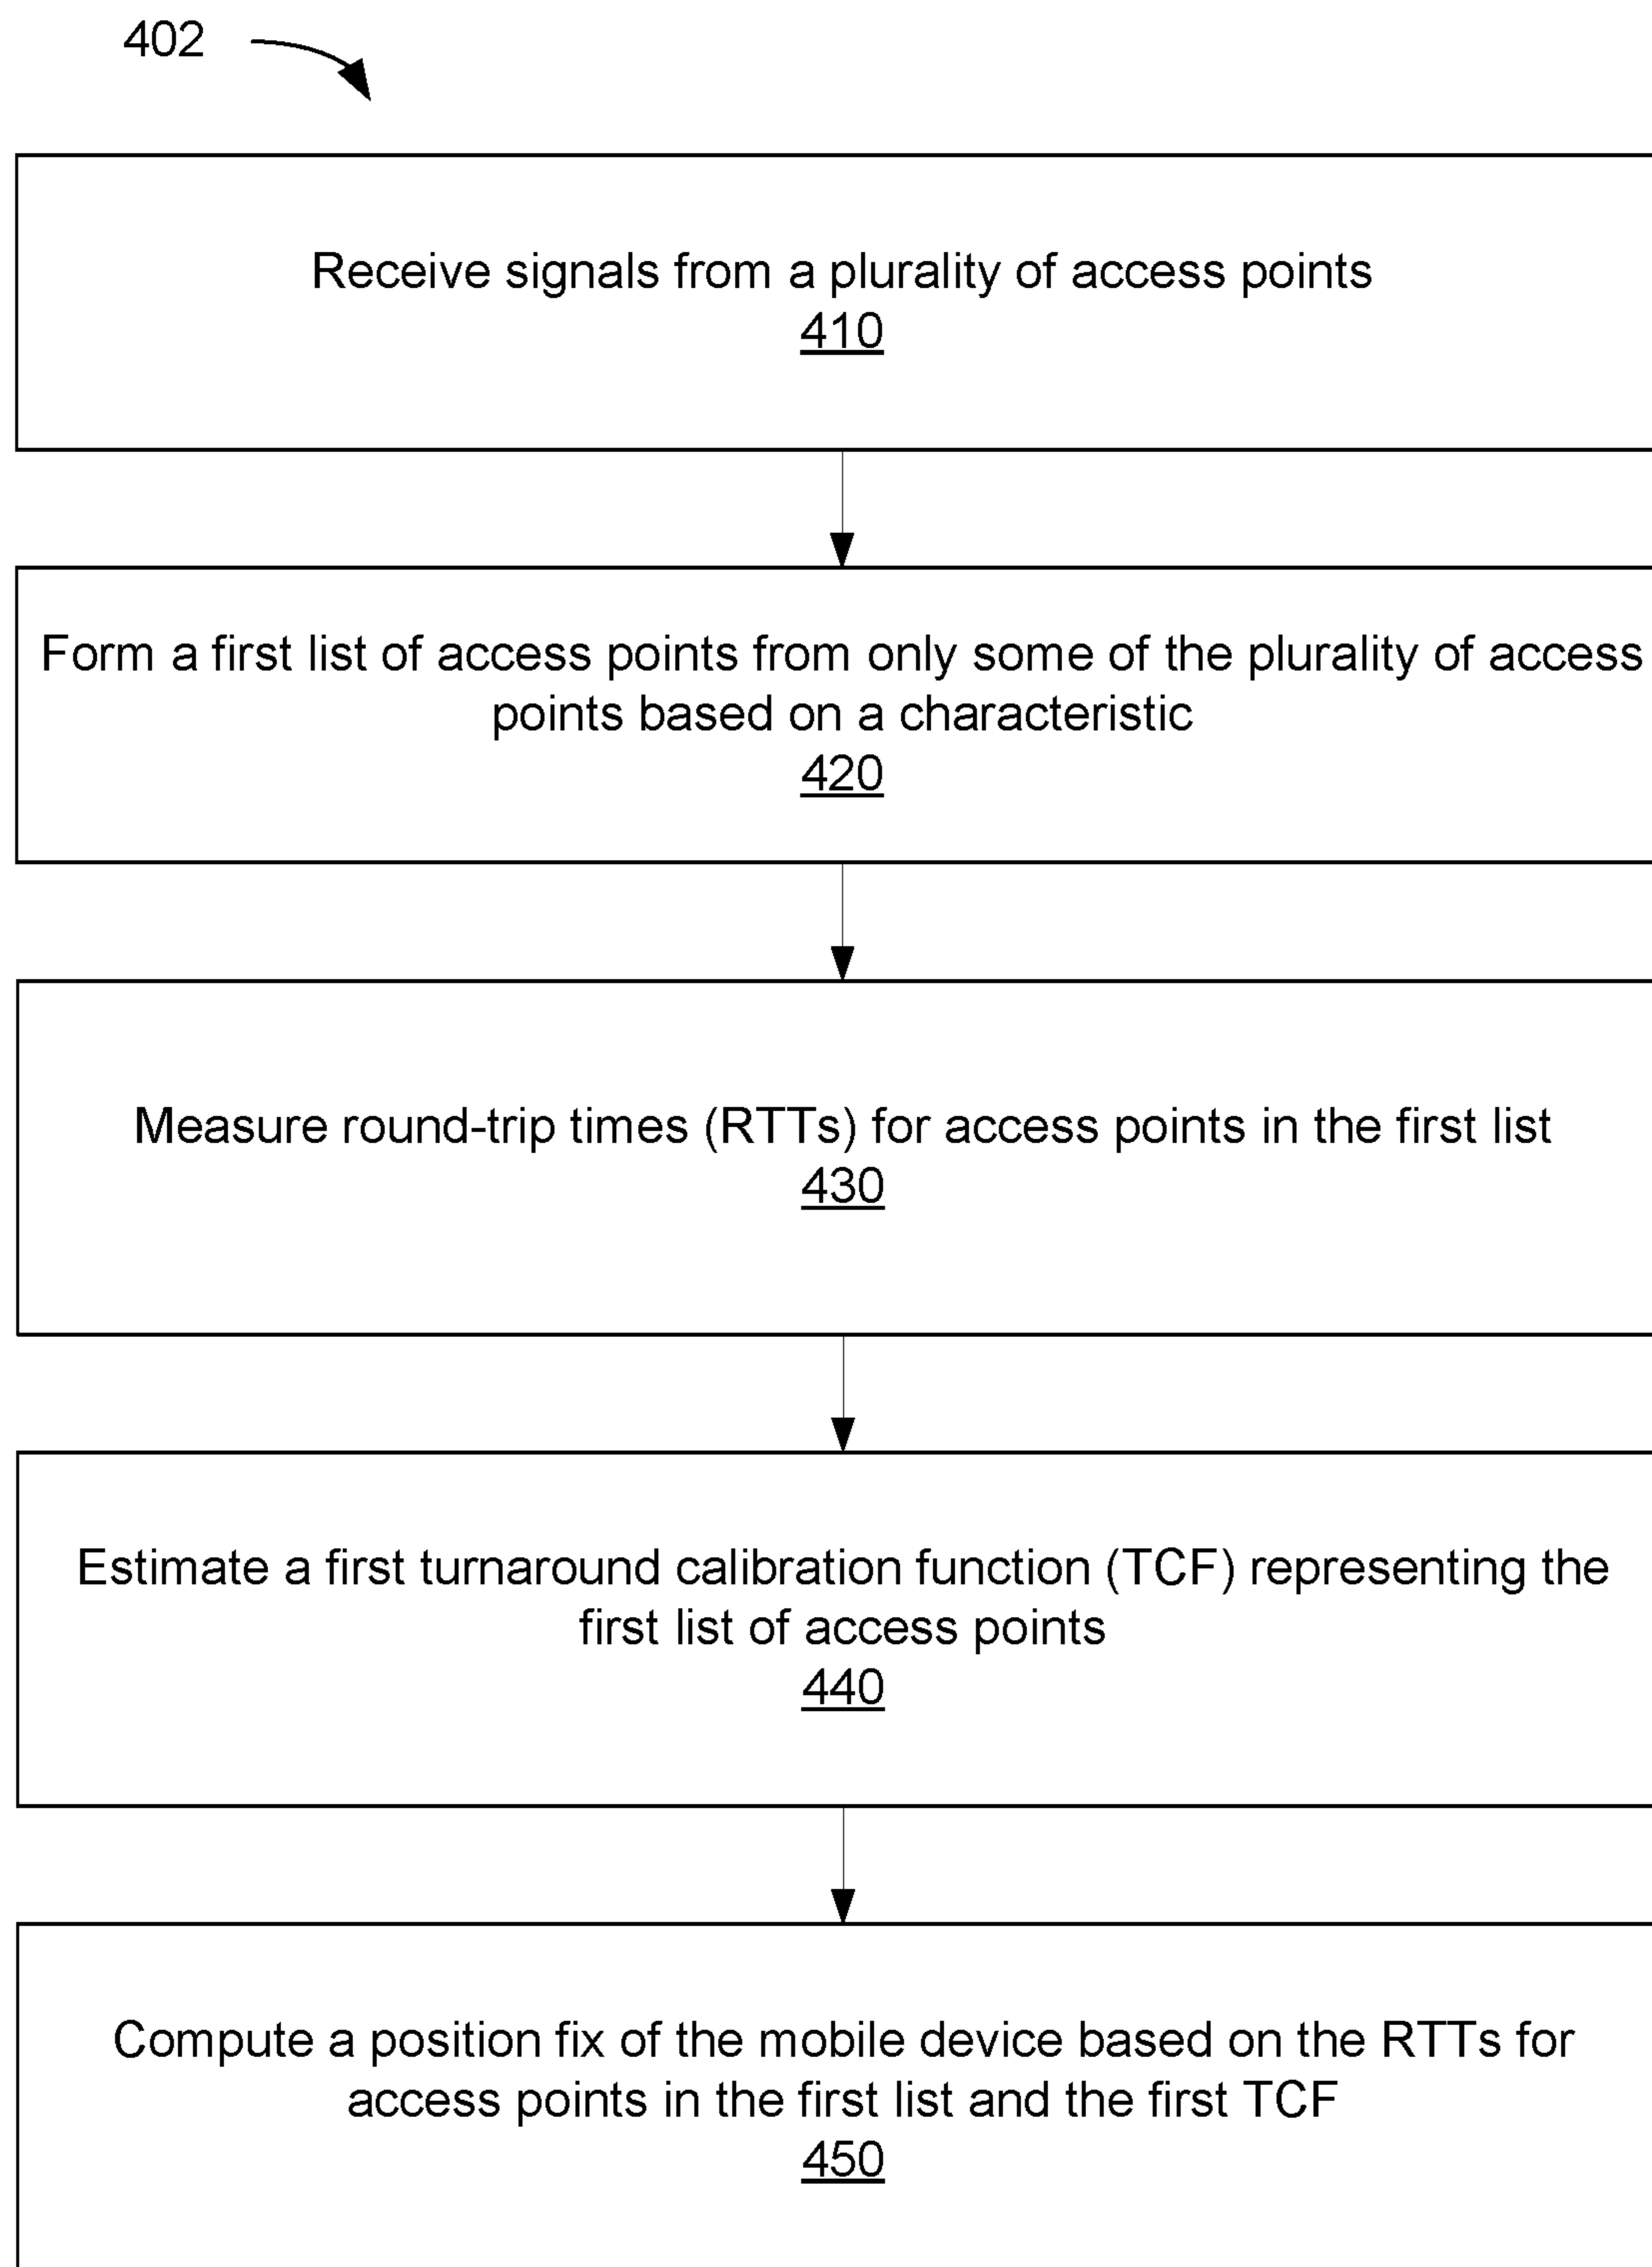 402
Receive signals from a plurality of access points
410
Form a first list of access points from only some of the plurality of access
points based on a characteristic
420
Measure round-trip times (RTTs) for access points in the first list
430
Estimate a first turnaround calibration function (TCF) representing the
first list of access points
440
Compute a position fix of the mobile device based on the RTTs for
access points in the first list and the first TCF
450